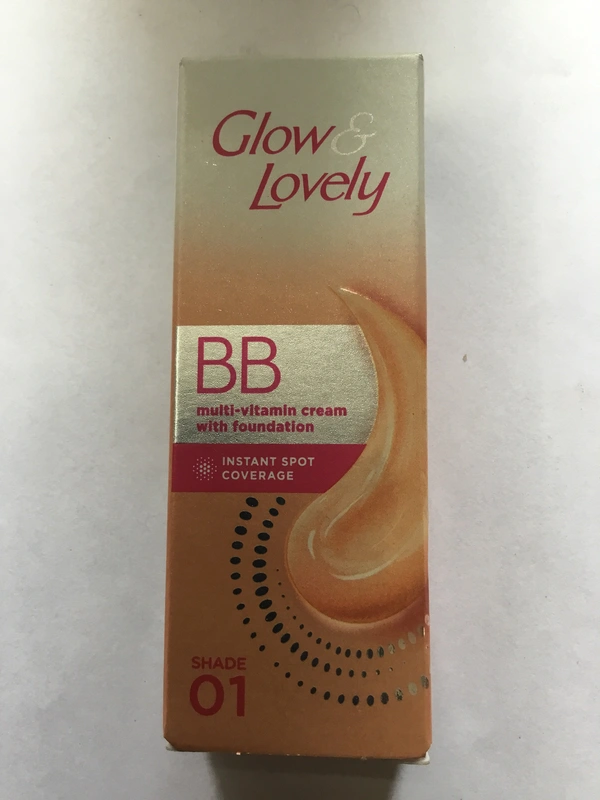 Glow &
Lovely
BB
multi-vitamin cream
with foundation
INSTANT SPOT
COVERAGE
SHADE
01